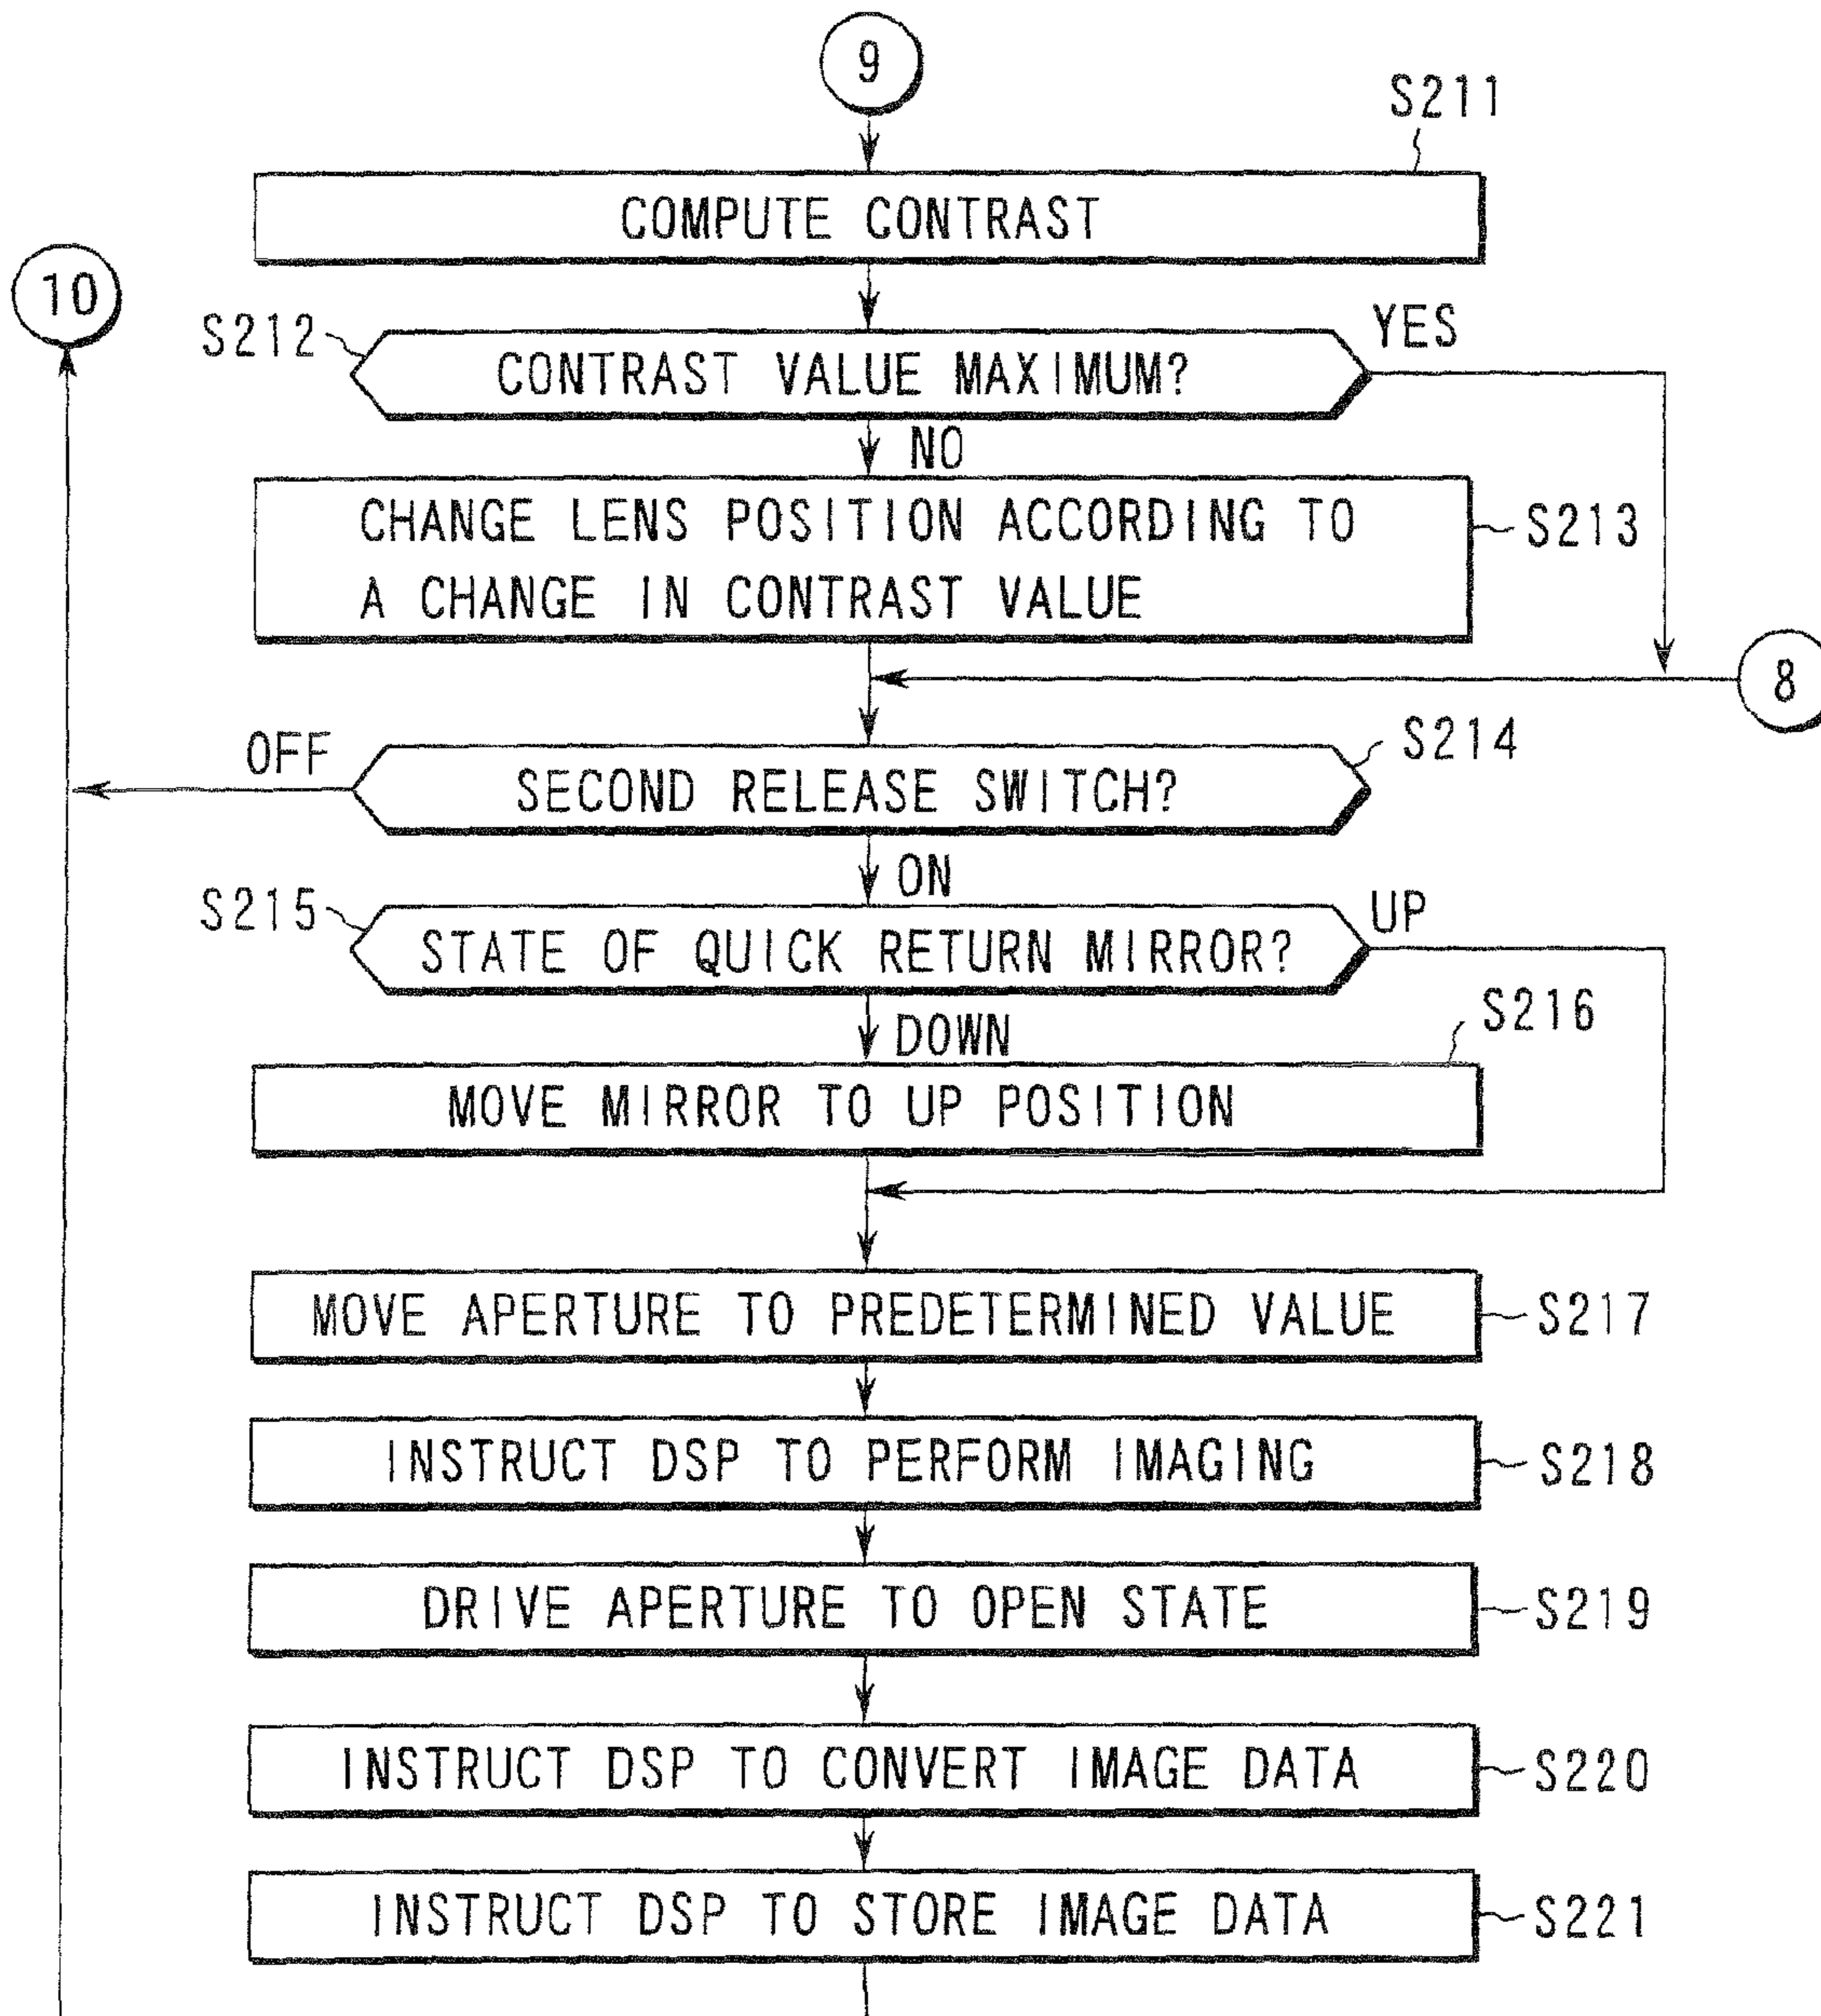 9
S211
COMPUTE CONTRAST
10
S212
CONTRAST VALUE MAXIMUM?
YES
NO
CHANGE LENS POSITION ACCORDING TO
A CHANGE IN CONTRAST VALUE
S213
8
OFF
SECOND RELEASE SWITCH?
S214
ON
S215
STATE OF QUICK RETURN MIRROR?
UP
DOWN
S216
MOVE MIRROR TO UP POSITION
MOVE APERTURE TO PREDETERMINED VALUE
S217
INSTRUCT DSP TO PERFORM IMAGING
S218
DRIVE APERTURE TO OPEN STATE
S219
INSTRUCT DSP TO CONVERT IMAGE DATA
S220
INSTRUCT DSP TO STORE IMAGE DATA
S221